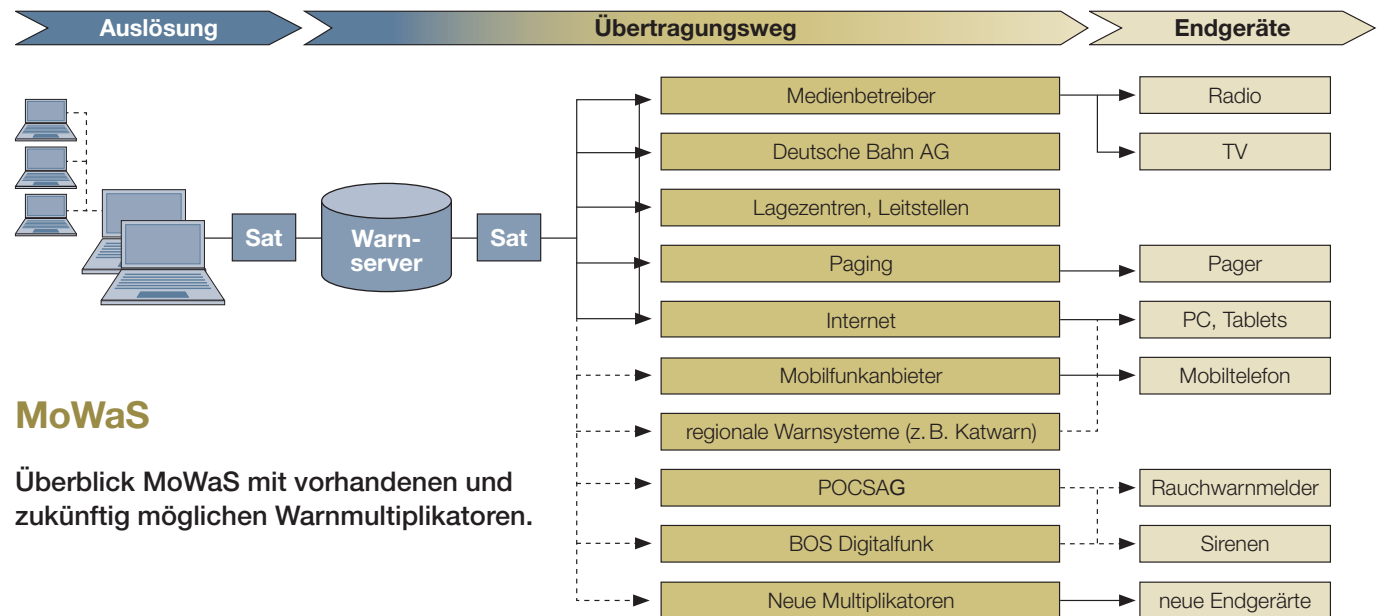 Auslösung
Übertragungsweg
Endgeräte
Medienbetreiber
Radio
Deutsche Bahn AG
TV
Lagezentren, Leitstellen
Sat
Warn-
server
Sat
Paging
Pager
Internet
PC, Tablets
Mobilfunkanbieter
Mobiltelefon
MoWaS
regionale Warnsysteme (z. B. Katwarn)
Überblick MoWaS mit vorhandenen und
zukünftig möglichen Warnmultiplikatoren.
POCSAG
Rauchwarnmelder
BOS Digitalfunk
Sirenen
Neue Multiplikatoren
neue Endgerärte